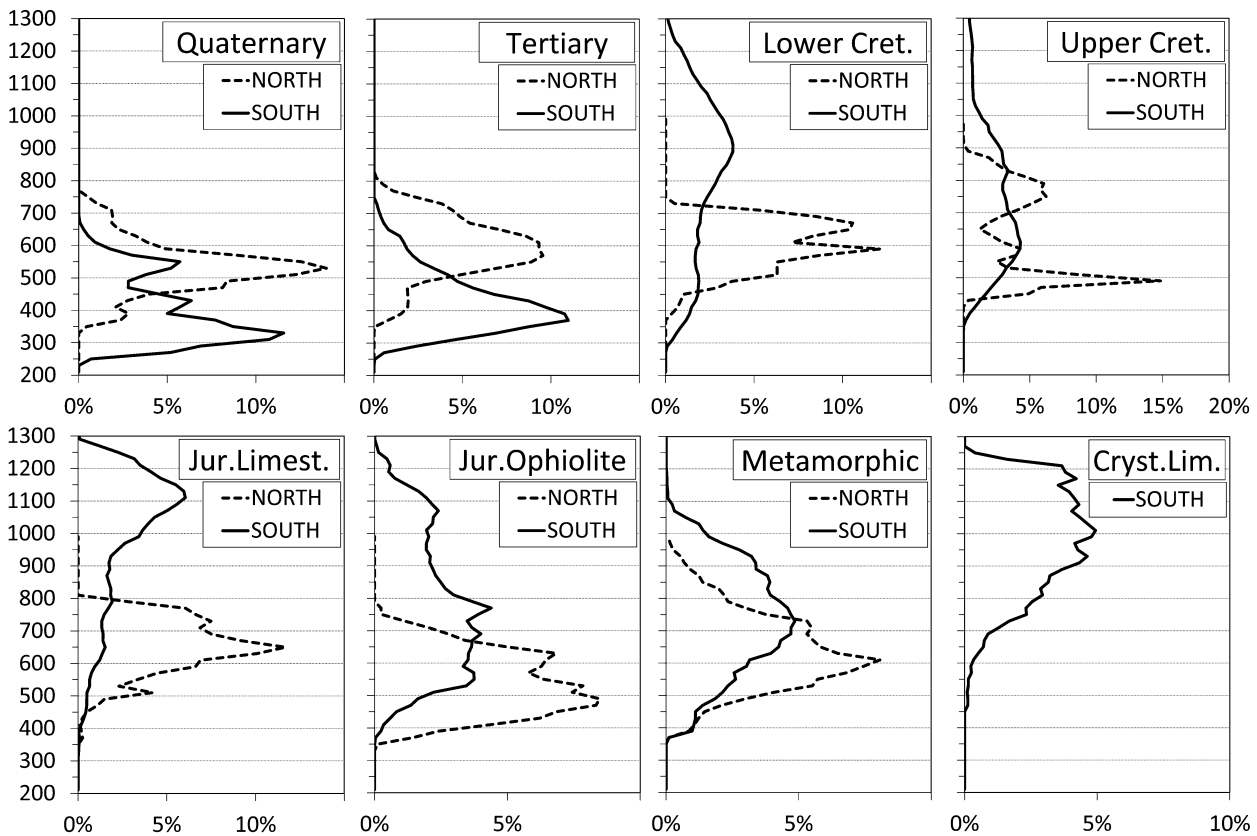 1300
1200
1100
1000
900
800
700
600
500
400
300
200
Quaternary
NORTH
SOUTH
0% 5% 10%
Tertiary
NORTH
SOUTH
0% 5% 10%
Lower Cret.
NORTH
SOUTH
0% 5% 10%
Upper Cret.
NORTH
SOUTH
0% 5% 10% 15% 20%
1300
1200
1100
1000
900
800
700
600
500
400
300
200
Jur.Limest.
NORTH
SOUTH
0% 5% 10%
Jur.Ophiolite
NORTH
SOUTH
0% 5%
Metamorphic
NORTH
SOUTH
0% 5%
Cryst.Lim.
SOUTH
0% 5% 10%